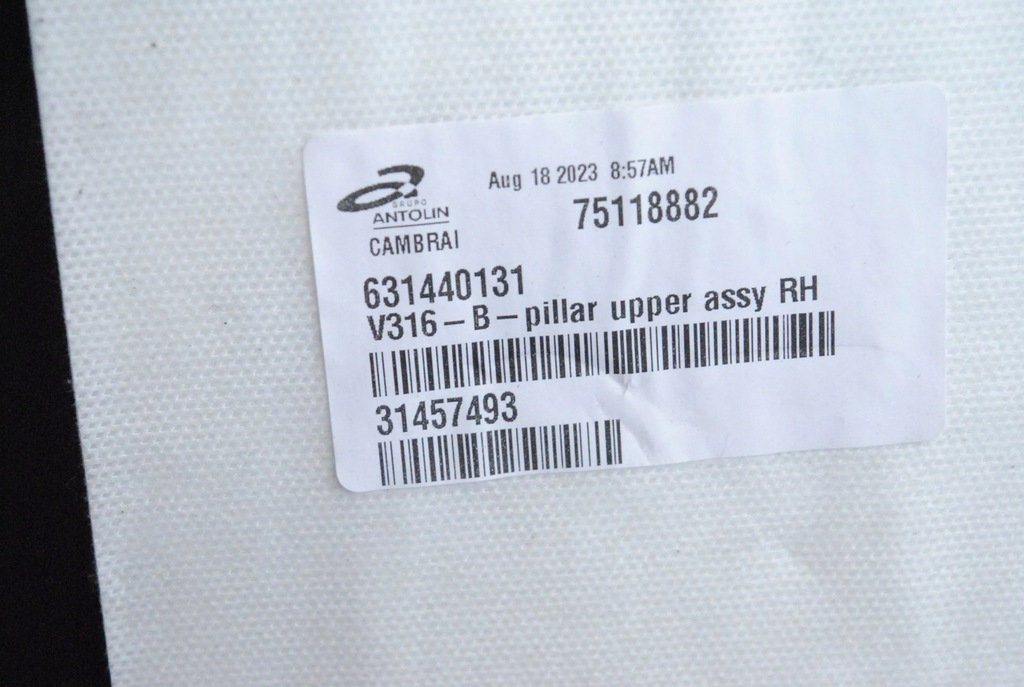 Aug 18 2023 8:57AM
75118882
GRUPO
ANTOLIN
CAMBRAI
631440131
V316-B-pillar upper assy RH
31457493